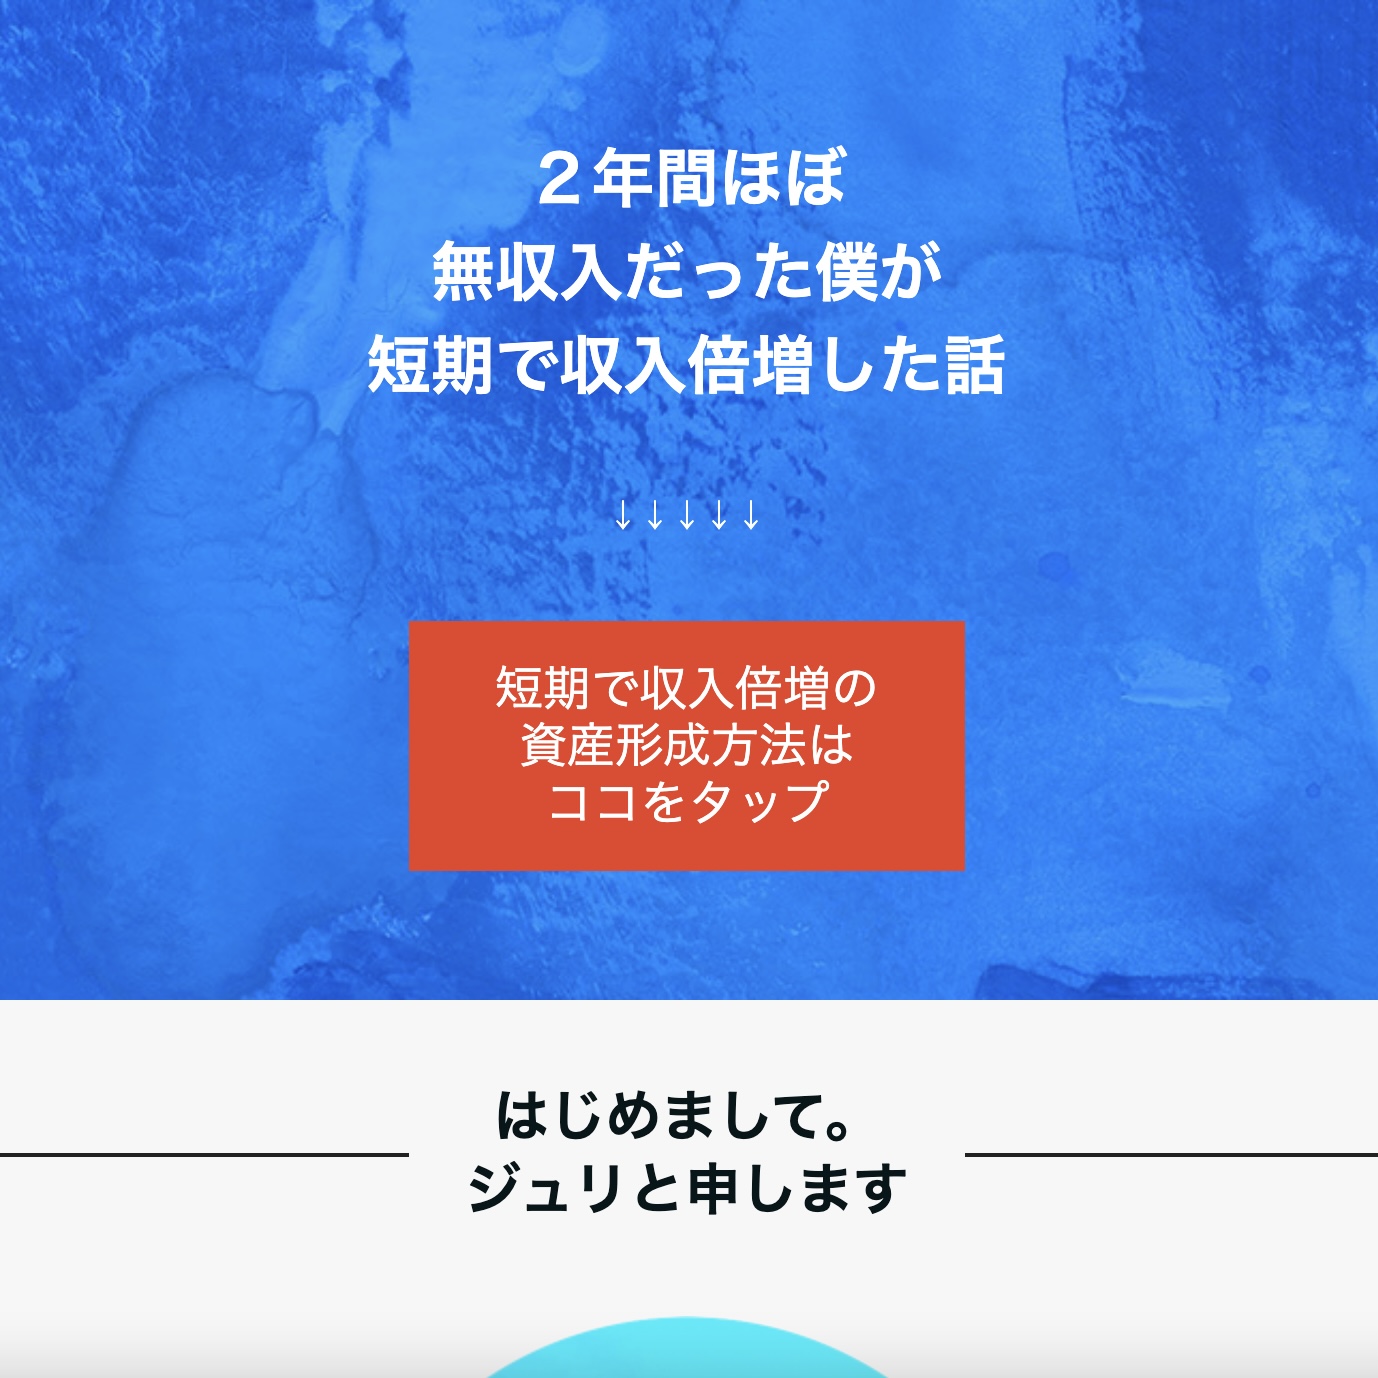 ２年間ほぼ
無収入だった僕が
短期で収入倍増した話
↓↓↓↓↓
短期で収入倍増の
資産形成方法は
ココをタップ
はじめまして。
ジュリと申します